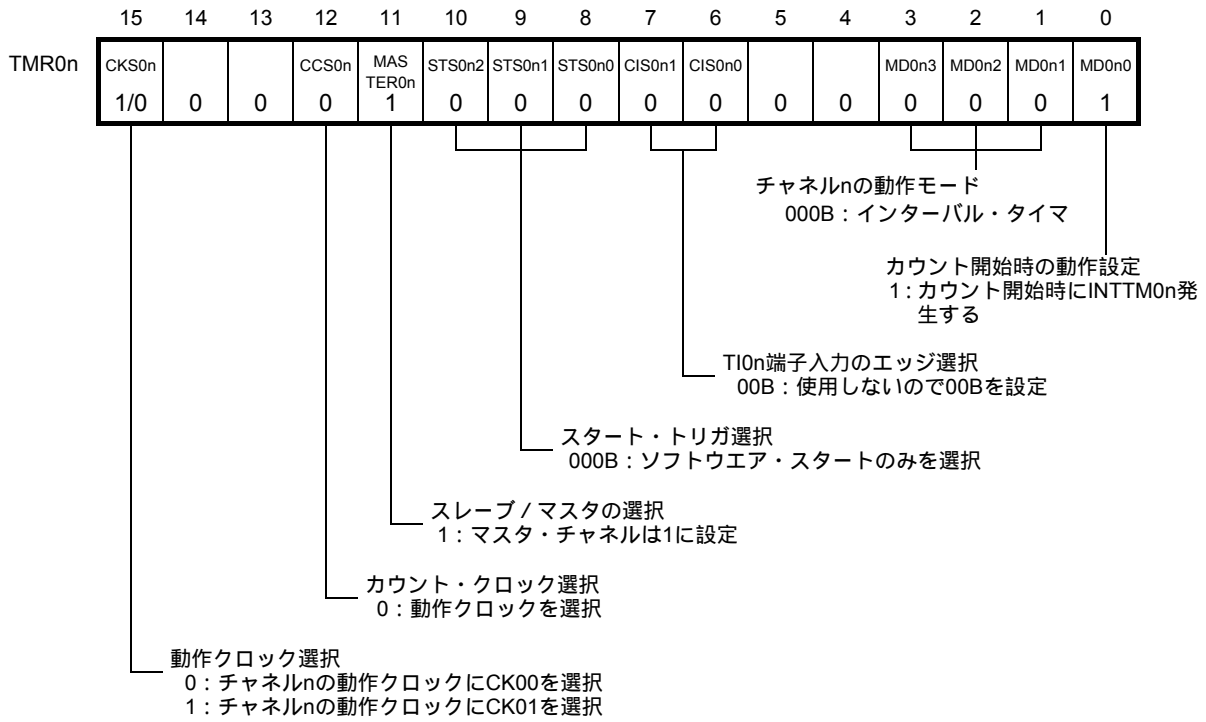 15 14 13 12 11 10 9 8 7 6 5 4 3 2 1 0
TMR0n
CKS0n CCS0n MAS TER0n STS0n2 STS0n1 STS0n0 CIS0n1 CIS0n0 MD0n3 MD0n2 MD0n1 MD0n0
1/0 0 0 0 1 0 0 0 0 0 0 0 0 0 0 1
チャネルnの動作モード
000B：インターバル・タイマ
カウント開始時の動作設定
1：カウント開始時にINTTM0n発
生する
TI0n端子入力のエッジ選択
00B：使用しないので00Bを設定
スタート・トリガ選択
000B：ソフトウエア・スタートのみを選択
スレーブ／マスタの選択
1：マスタ・チャネルは1に設定
カウント・クロック選択
0：動作クロックを選択
動作クロック選択
0：チャネルnの動作クロックにCK00を選択
1：チャネルnの動作クロックにCK01を選択